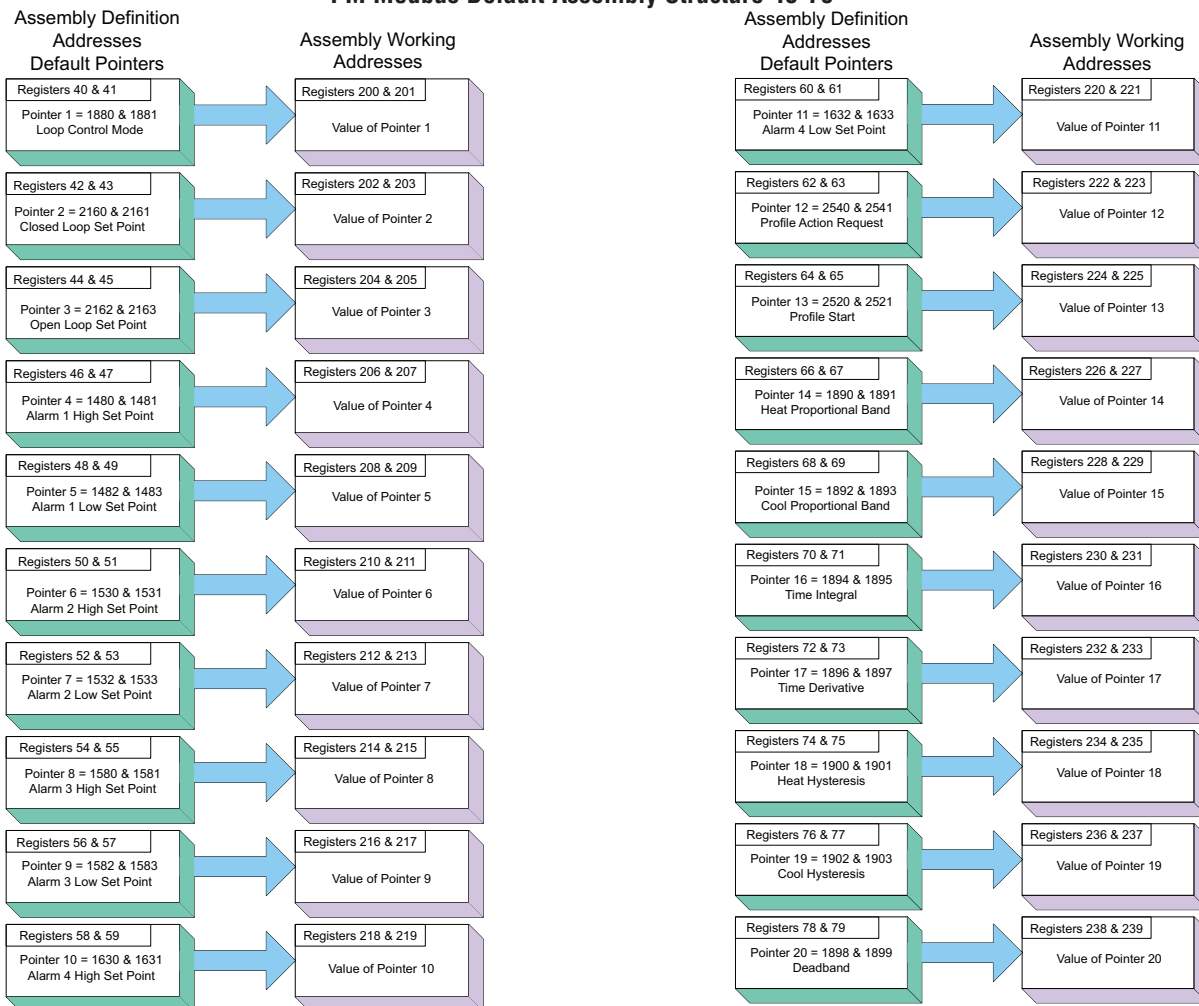 Modbus Default Assembly Structure
Assembly Definition
Addresses
Default Pointers
Assembly Working
Addresses
Registers 40 & 41
Pointer 1 = 1880 & 1881
Loop Control Mode
Registers 200 & 201
Value of Pointer 1
Registers 42 & 43
Pointer 2 = 2160 & 2161
Closed Loop Set Point
Registers 202 & 203
Value of Pointer 2
Registers 44 & 45
Pointer 3 = 2162 & 2163
Open Loop Set Point
Registers 204 & 205
Value of Pointer 3
Registers 46 & 47
Pointer 4 = 1480 & 1481
Alarm 1 High Set Point
Registers 206 & 207
Value of Pointer 4
Registers 48 & 49
Pointer 5 = 1482 & 1483
Alarm 1 Low Set Point
Registers 208 & 209
Value of Pointer 5
Registers 50 & 51
Pointer 6 = 1530 & 1531
Alarm 2 High Set Point
Registers 210 & 211
Value of Pointer 6
Registers 52 & 53
Pointer 7 = 1532 & 1533
Alarm 2 Low Set Point
Registers 212 & 213
Value of Pointer 7
Registers 54 & 55
Pointer 8 = 1580 & 1581
Alarm 3 High Set Point
Registers 214 & 215
Value of Pointer 8
Registers 56 & 57
Pointer 9 = 1582 & 1583
Alarm 3 Low Set Point
Registers 216 & 217
Value of Pointer 9
Registers 58 & 59
Pointer 10 = 1630 & 1631
Alarm 4 High Set Point
Registers 218 & 219
Value of Pointer 10
Assembly Definition
Addresses
Default Pointers
Assembly Working
Addresses
Registers 60 & 61
Pointer 11 = 1632 & 1633
Alarm 4 Low Set Point
Registers 220 & 221
Value of Pointer 11
Registers 62 & 63
Pointer 12 = 2540 & 2541
Profile Action Request
Registers 222 & 223
Value of Pointer 12
Registers 64 & 65
Pointer 13 = 2520 & 2521
Profile Start
Registers 224 & 225
Value of Pointer 13
Registers 66 & 67
Pointer 14 = 1890 & 1891
Heat Proportional Band
Registers 226 & 227
Value of Pointer 14
Registers 68 & 69
Pointer 15 = 1892 & 1893
Cool Proportional Band
Registers 228 & 229
Value of Pointer 15
Registers 70 & 71
Pointer 16 = 1894 & 1895
Time Integral
Registers 230 & 231
Value of Pointer 16
Registers 72 & 73
Pointer 17 = 1896 & 1897
Time Derivative
Registers 232 & 233
Value of Pointer 17
Registers 74 & 75
Pointer 18 = 1900 & 1901
Heat Hysteresis
Registers 234 & 235
Value of Pointer 18
Registers 76 & 77
Pointer 19 = 1902 & 1903
Cool Hysteresis
Registers 236 & 237
Value of Pointer 19
Registers 78 & 79
Pointer 20 = 1898 & 1899
Deadband
Registers 238 & 239
Value of Pointer 20